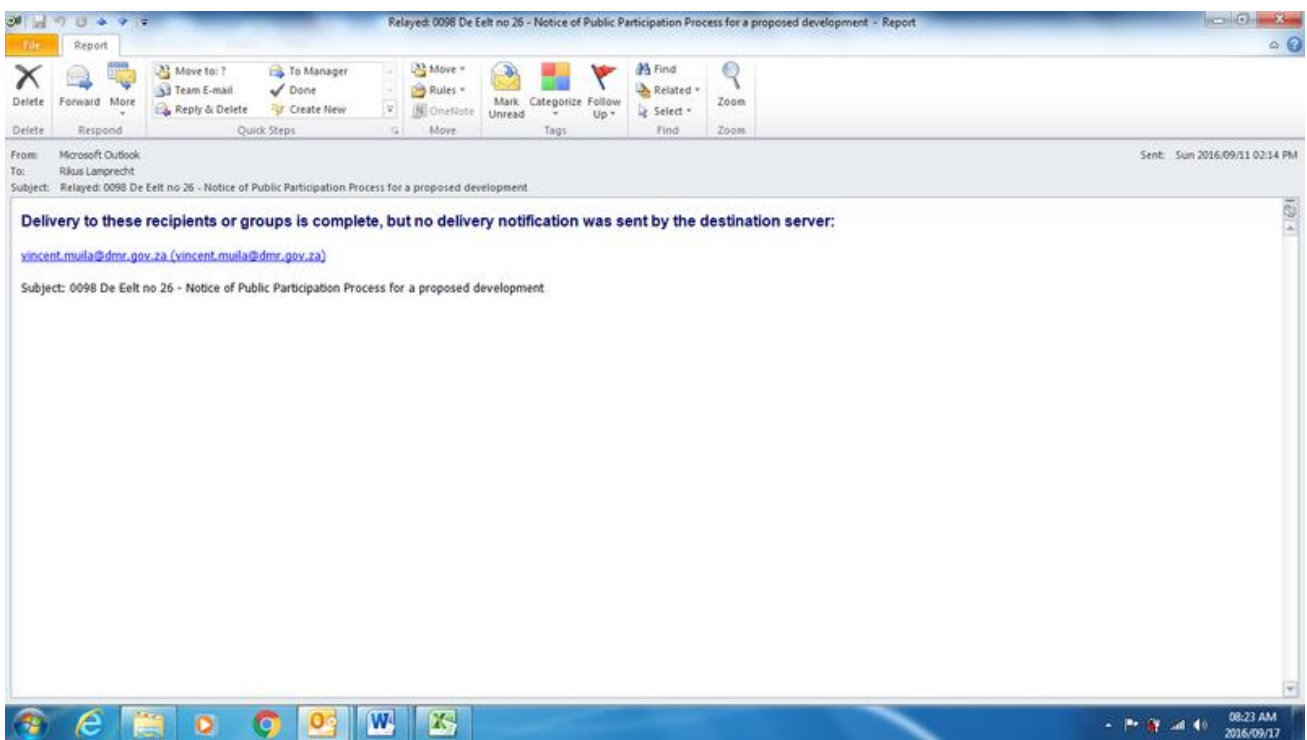 Relayed: 0098 De Eelt no 26 - Notice of Public Participation Process for a proposed development - Report
File Report
Delete
Forward
More
Move to: ?
Team E-mail
Reply & Delete
To Manager
Done
Create New
Move
Rules
OneNote
Mark Unread
Categorize
Follow Up
Find
Related
Select
Zoom
Delete Respond Quick Steps Move Tags Find Zoom
From: Microsoft Outlook Sent: Sun 2016/09/11 02:14 PM
To: Rikus Lamprecht
Subject: Relayed: 0098 De Eelt no 26 - Notice of Public Participation Process for a proposed development
Delivery to these recipients or groups is complete, but no delivery notification was sent by the destination server:
vincent.muila@dmr.gov.za (vincent.muila@dmr.gov.za)
Subject: 0098 De Eelt no 26 - Notice of Public Participation Process for a proposed development
08:23 AM
2016/09/17